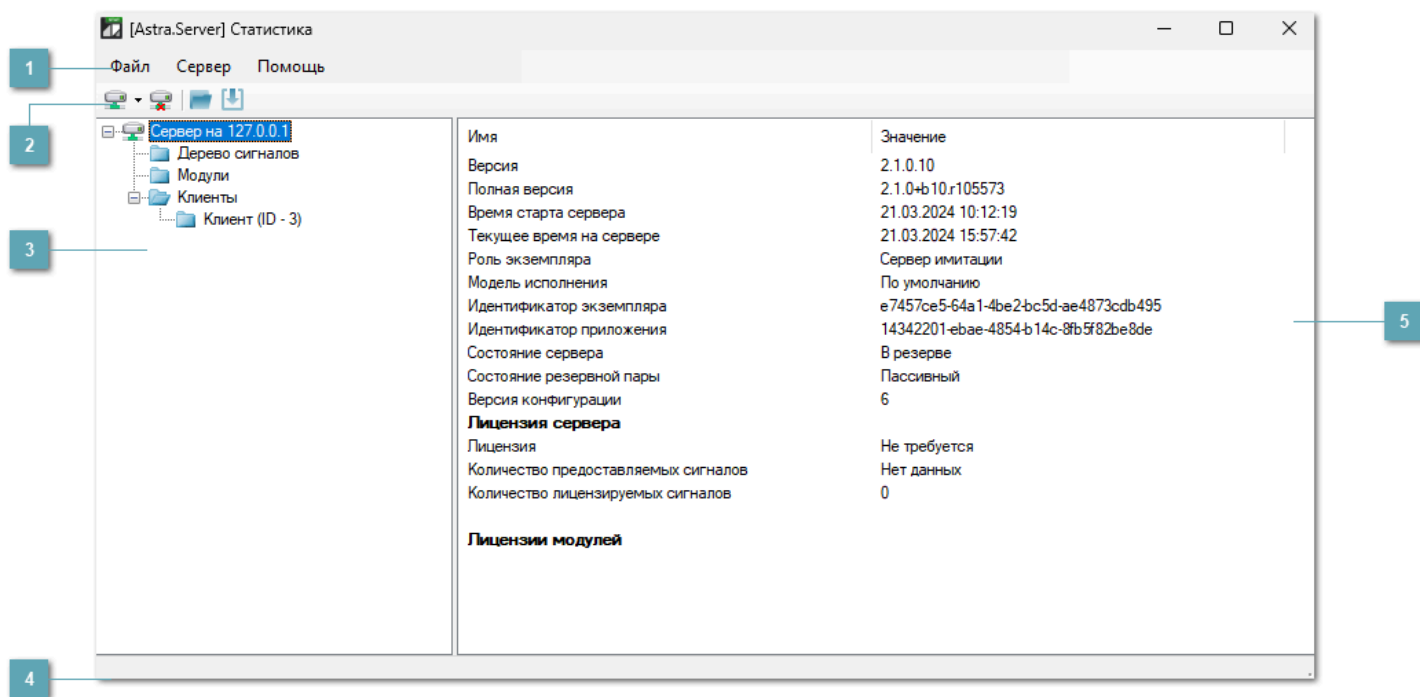 [Astra.Server] Статистика
1
Файл Сервер Помощь
2
Сервер на 127.0.0.1
Дерево сигналов
Модули
Клиенты
Клиент (ID - 3)
3
Имя Значение
Версия 2.1.0.10
Полная версия 2.1.0+b10.r105573
Время старта сервера 21.03.2024 10:12:19
Текущее время на сервере 21.03.2024 15:57:42
Роль экземпляра Сервер имитации
Модель исполнения По умолчанию
Идентификатор экземпляра e7457ce5-64a1-4be2-bc5d-ae4873cdb495
Идентификатор приложения 14342201-ebae-4854-b14c-8fb5f82be8de
Состояние сервера В резерве
Состояние резервной пары Пассивный
Версия конфигурации 6
Лицензия сервера
Лицензия Не требуется
Количество предоставляемых сигналов Нет данных
Количество лицензируемых сигналов 0
Лицензии модулей
5
4